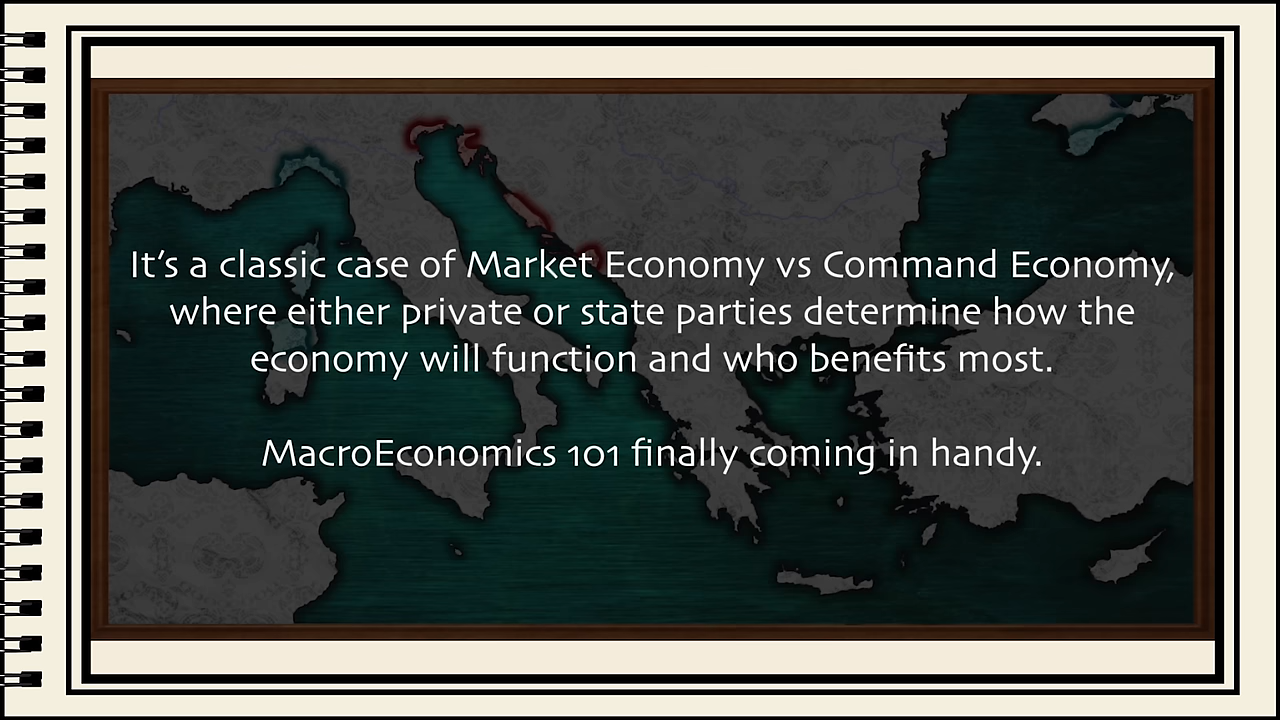 It's a classic case of Market Economy vs Command Economy,
where either private or state parties determine how the
economy will function and who benefits most.
MacroEconomics 101 finally coming in handy.